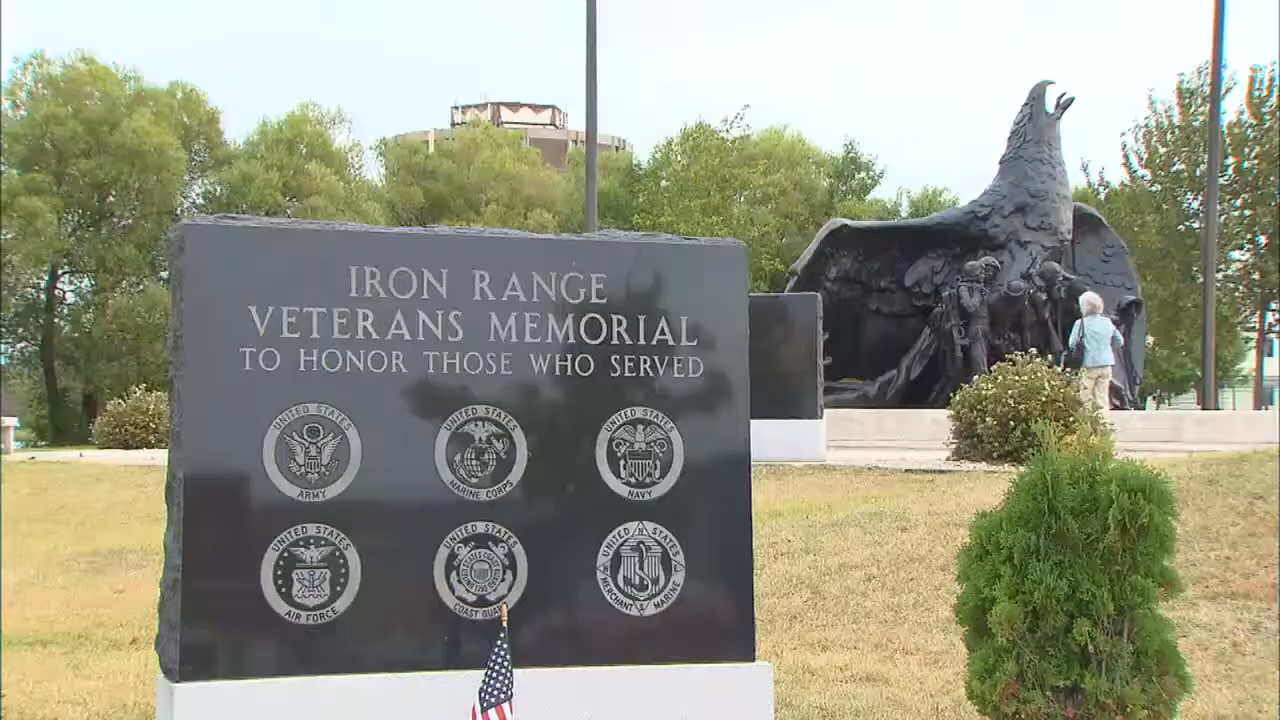 IRON RANGE
VETERANS MEMORIAL
TO HONOR THOSE WHO SERVED
UNITED STATES
ARMY
UNITED STATES
MARINE CORPS
UNITED STATES
NAVY
UNITED STATES
AIR FORCE
UNITED STATES
COAST GUA
UNITED STATES
MERCHANT MARINE